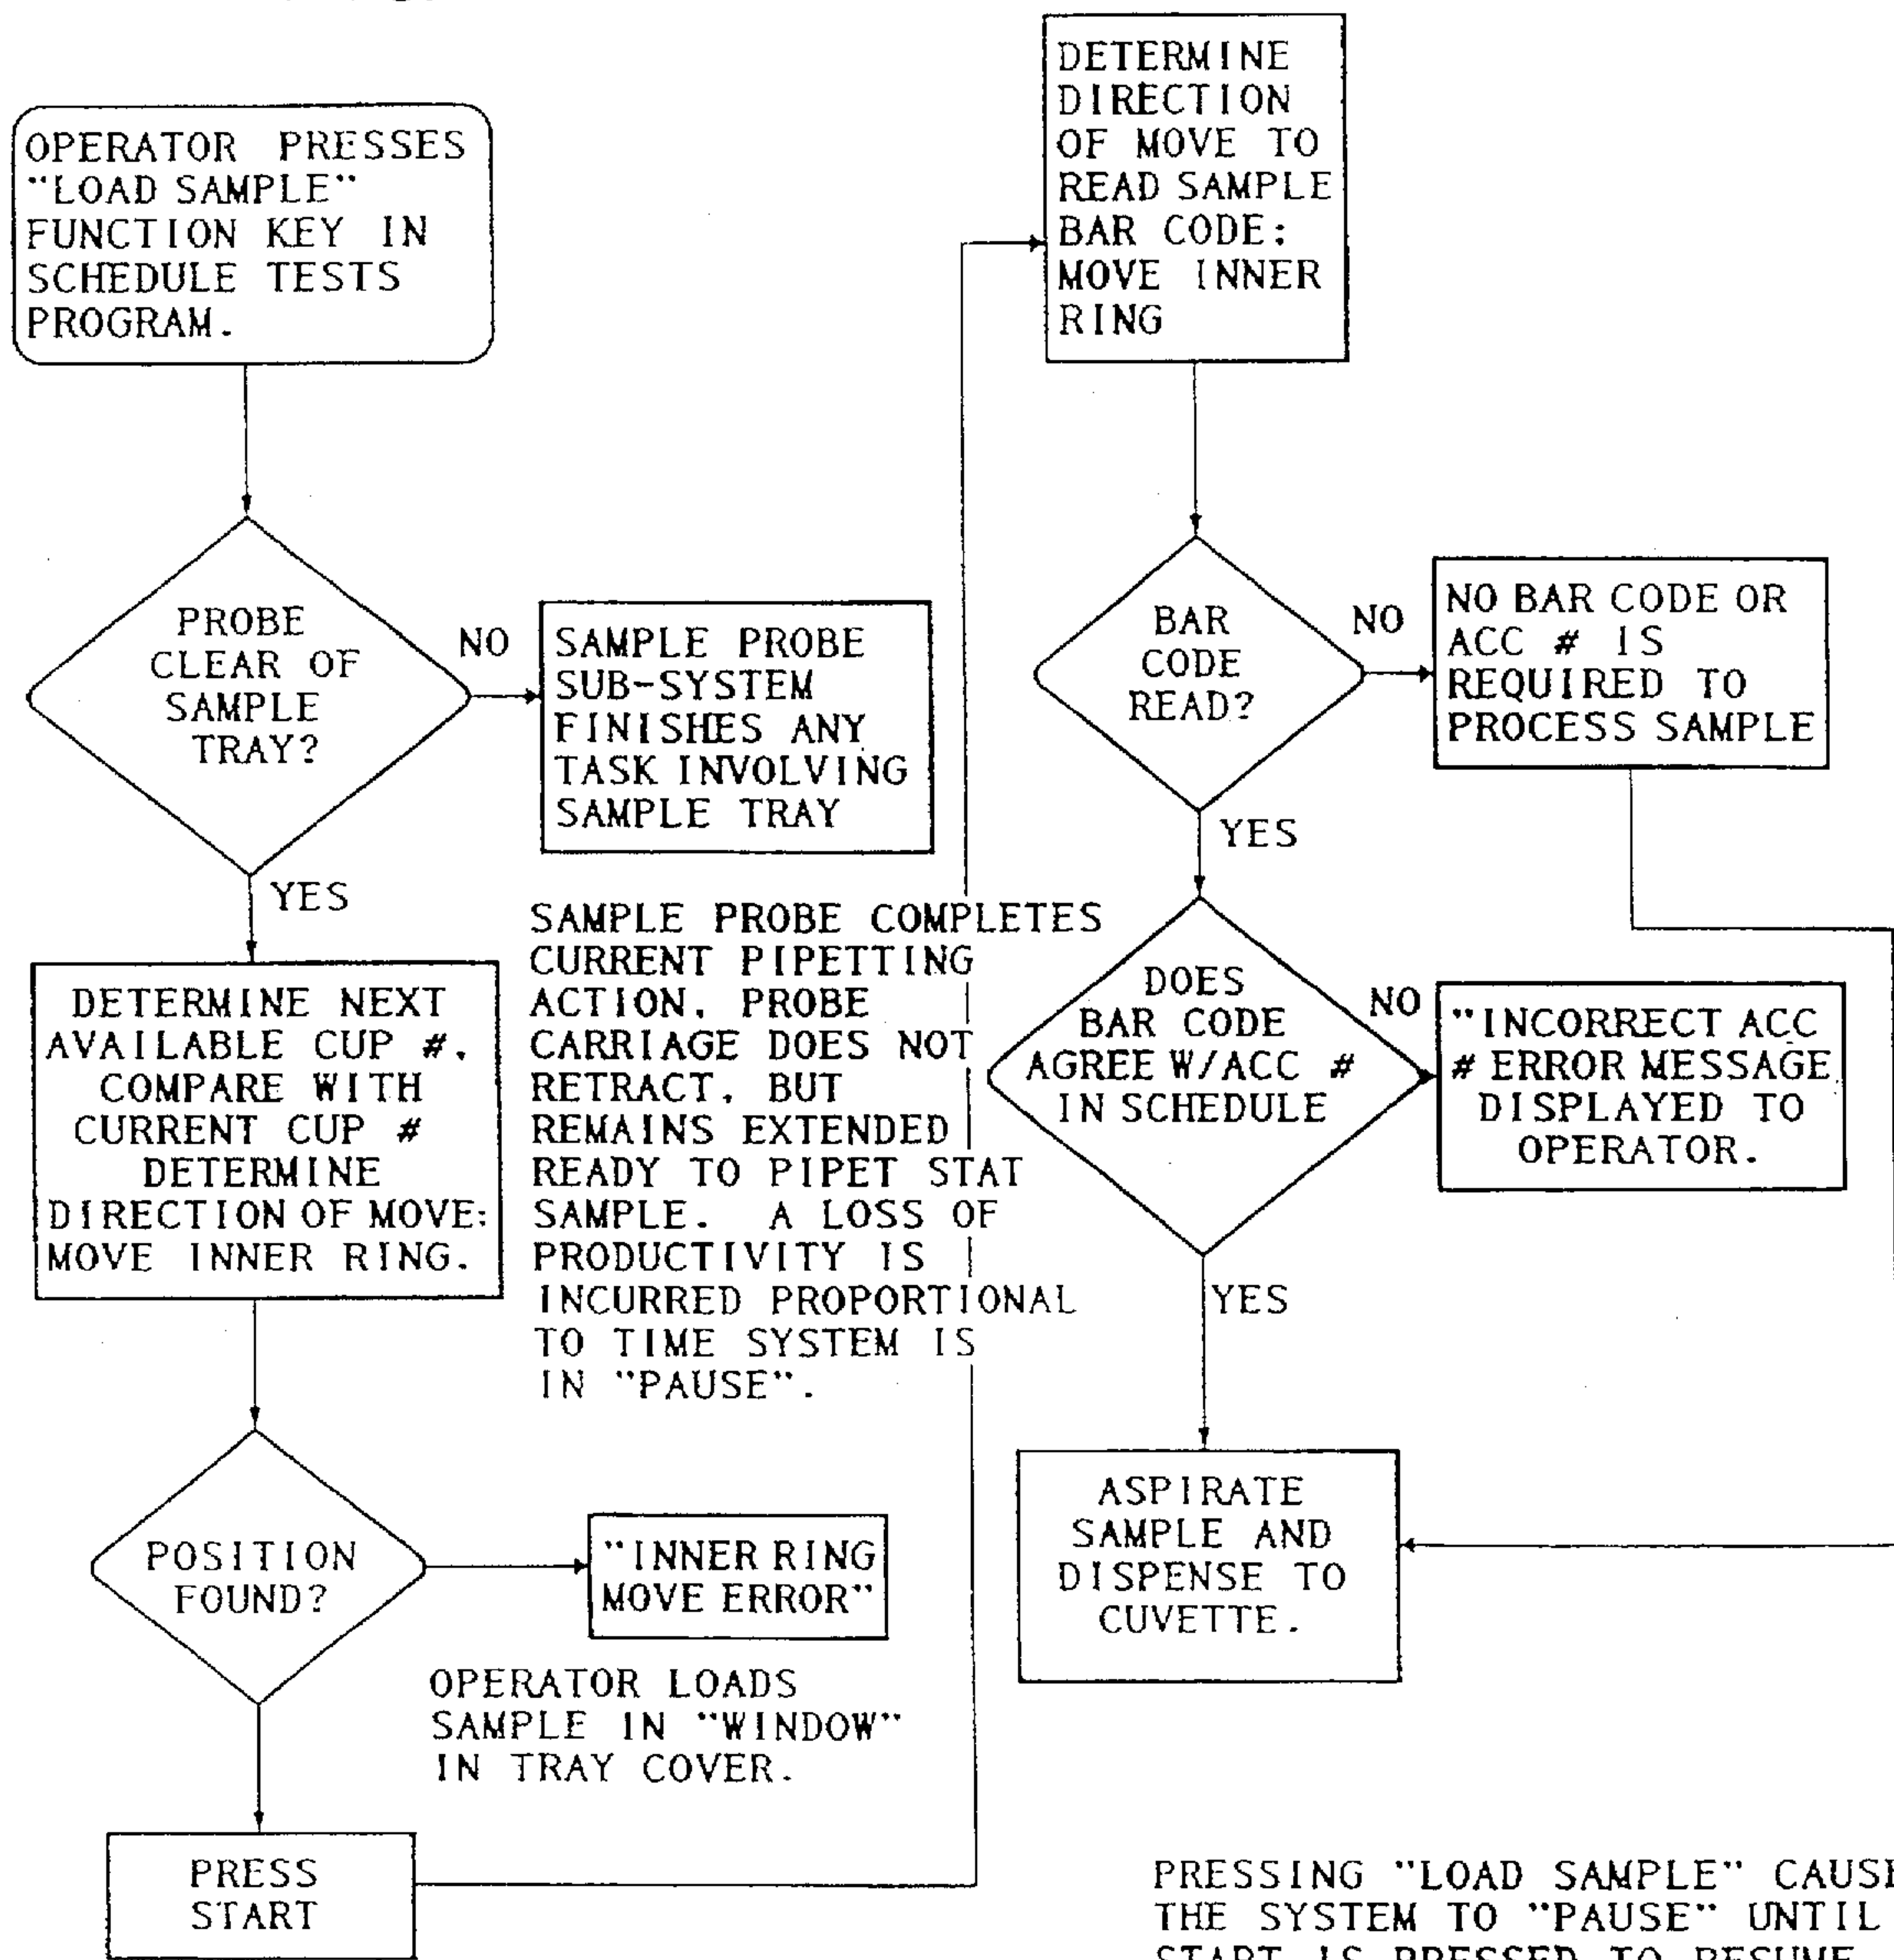 OPERATOR PRESSES
"LOAD SAMPLE"
FUNCTION KEY IN
SCHEDULE TESTS
PROGRAM.
PROBE
CLEAR OF
SAMPLE
TRAY?
NO
SAMPLE PROBE
SUB-SYSTEM
FINISHES ANY
TASK INVOLVING
SAMPLE TRAY
YES
DETERMINE NEXT
AVAILABLE CUP #.
COMPARE WITH
CURRENT CUP #
DETERMINE
DIRECTION OF MOVE:
MOVE INNER RING.
SAMPLE PROBE COMPLETES
CURRENT PIPETTING
ACTION. PROBE
CARRIAGE DOES NOT
RETRACT. BUT
REMAINS EXTENDED
READY TO PIPET STAT
SAMPLE. A LOSS OF
PRODUCTIVITY IS
INCURRED PROPORTIONAL
TO TIME SYSTEM IS
IN "PAUSE".
POSITION
FOUND?
"INNER RING
MOVE ERROR"
OPERATOR LOADS
SAMPLE IN "WINDOW"
IN TRAY COVER.
PRESS
START
DETERMINE
DIRECTION
OF MOVE TO
READ SAMPLE
BAR CODE:
MOVE INNER
RING
BAR
CODE
READ?
NO
NO BAR CODE OR
ACC # IS
REQUIRED TO
PROCESS SAMPLE
YES
DOES
BAR CODE
AGREE W/ACC #
IN SCHEDULE
NO
"INCORRECT ACC
# ERROR MESSAGE
DISPLAYED TO
OPERATOR.
YES
ASPIRATE
SAMPLE AND
DISPENSE TO
CUVETTE.
PRESSING "LOAD SAMPLE" CAUSE
THE SYSTEM TO "PAUSE" UNTIL
START IS PRESSED TO RESUME